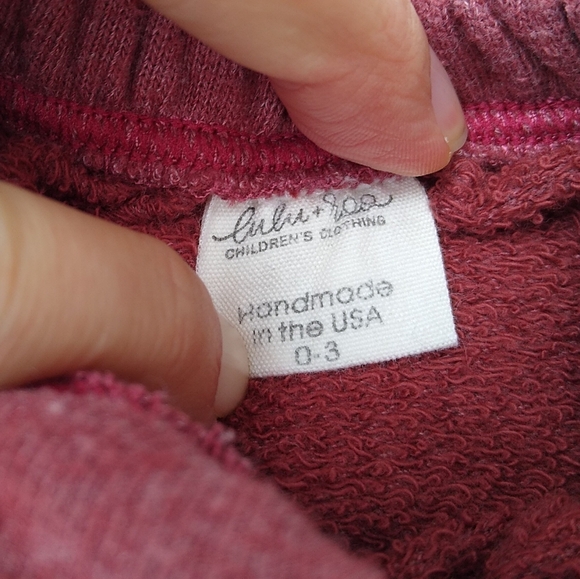 lulu + roo
CHILDREN'S CLOTHING
Handmade
in the USA
0-3